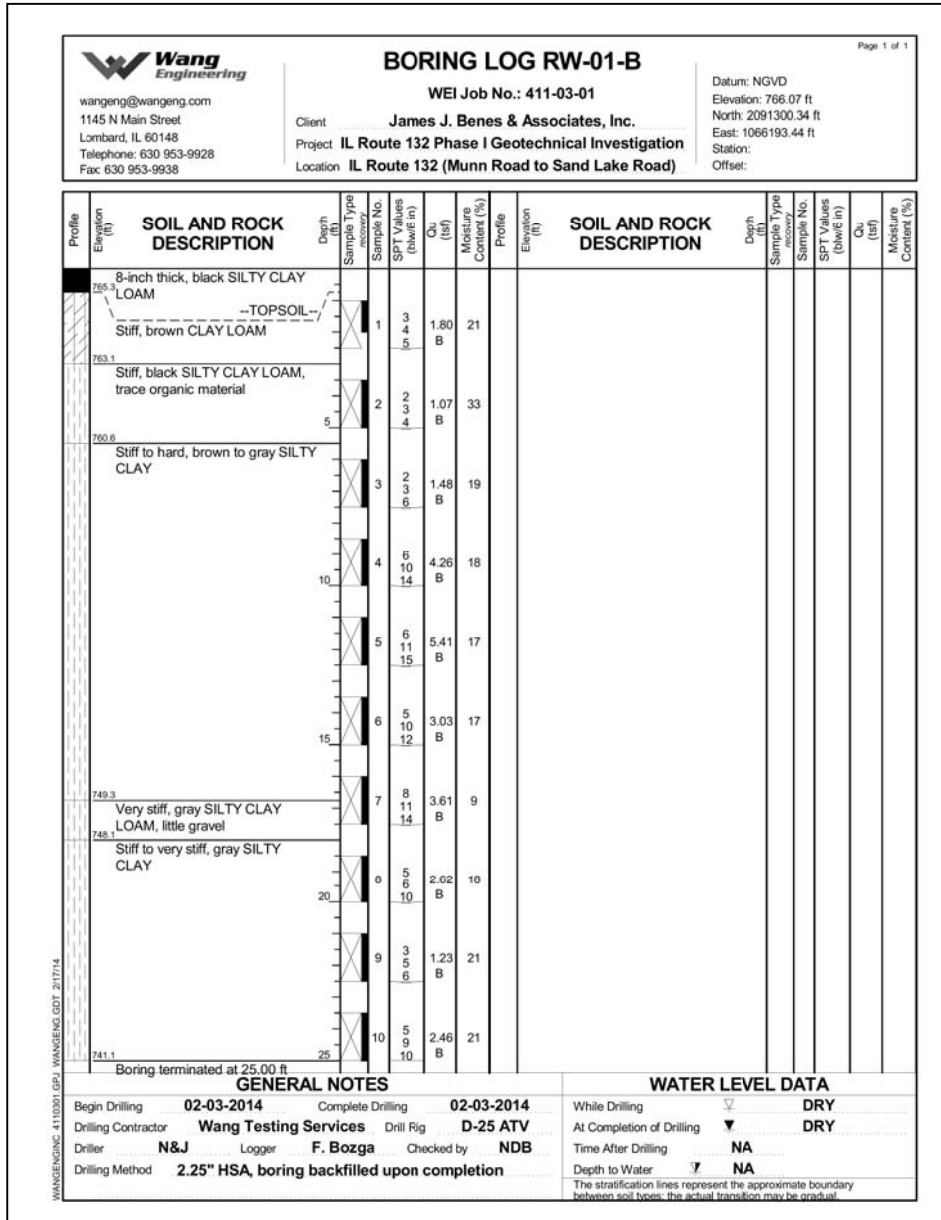 Page 1 of 1
Wang
Engineering
wangeng@wangeng.com
1145 N Main Street
Lombard, IL 60148
Telephone: 630 953-9928
Fax: 630 953-9938
BORING LOG RW-01-B
WEI Job No.: 411-03-01
Client James J. Benes & Associates, Inc.
Project IL Route 132 Phase I Geotechnical Investigation
Location IL Route 132 (Munn Road to Sand Lake Road)
Datum: NGVD
Elevation: 766.07 ft
North: 2091300.34 ft
East: 1066193.44 ft
Station:
Offset:
Profile Elevation (ft) SOIL AND ROCK DESCRIPTION Depth (ft) Sample Type recovery Sample No. SPT Values (blw/6 in) Qu (tsf) Moisture Content (%) Profile Elevation (ft) SOIL AND ROCK DESCRIPTION Depth (ft) Sample Type recovery Sample No. SPT Values (blw/6 in) Qu (tsf) Moisture Content (%)
8-inch thick, black SILTY CLAY
765.3 LOAM
--TOPSOIL--
Stiff, brown CLAY LOAM
1 3 4 5 1.80 B 21
763.1
Stiff, black SILTY CLAY LOAM,
trace organic material
2 2 3 4 1.07 B 33
5
760.6
Stiff to hard, brown to gray SILTY
CLAY
3 2 3 6 1.48 B 19
4 6 10 14 4.26 B 18
10
5 6 11 15 5.41 B 17
6 5 10 12 3.03 B 17
15
749.3
7 8 11 14 3.61 B 9
Very stiff, gray SILTY CLAY
LOAM, little gravel
748.1
Stiff to very stiff, gray SILTY
CLAY
5 6 10 B
20
9 3 5 6 1.23 B 21
10 5 9 10 2.46 B 21
741.1 25
Boring terminated at 25.00 ft
GENERAL NOTES
Begin Drilling 02-03-2014 Complete Drilling 02-03-2014
Drilling Contractor Wang Testing Services Drill Rig D-25 ATV
Driller N&J Logger F. Bozga Checked by NDB
Drilling Method 2.25" HSA, boring backfilled upon completion
WATER LEVEL DATA
While Drilling DRY
At Completion of Drilling DRY
Time After Drilling NA
Depth to Water NA
The stratification lines represent the approximate boundary
between soil types; the actual transition may be gradual.
WANGENGINC 4110301.GPJ WANGENG.GDT 2/17/14